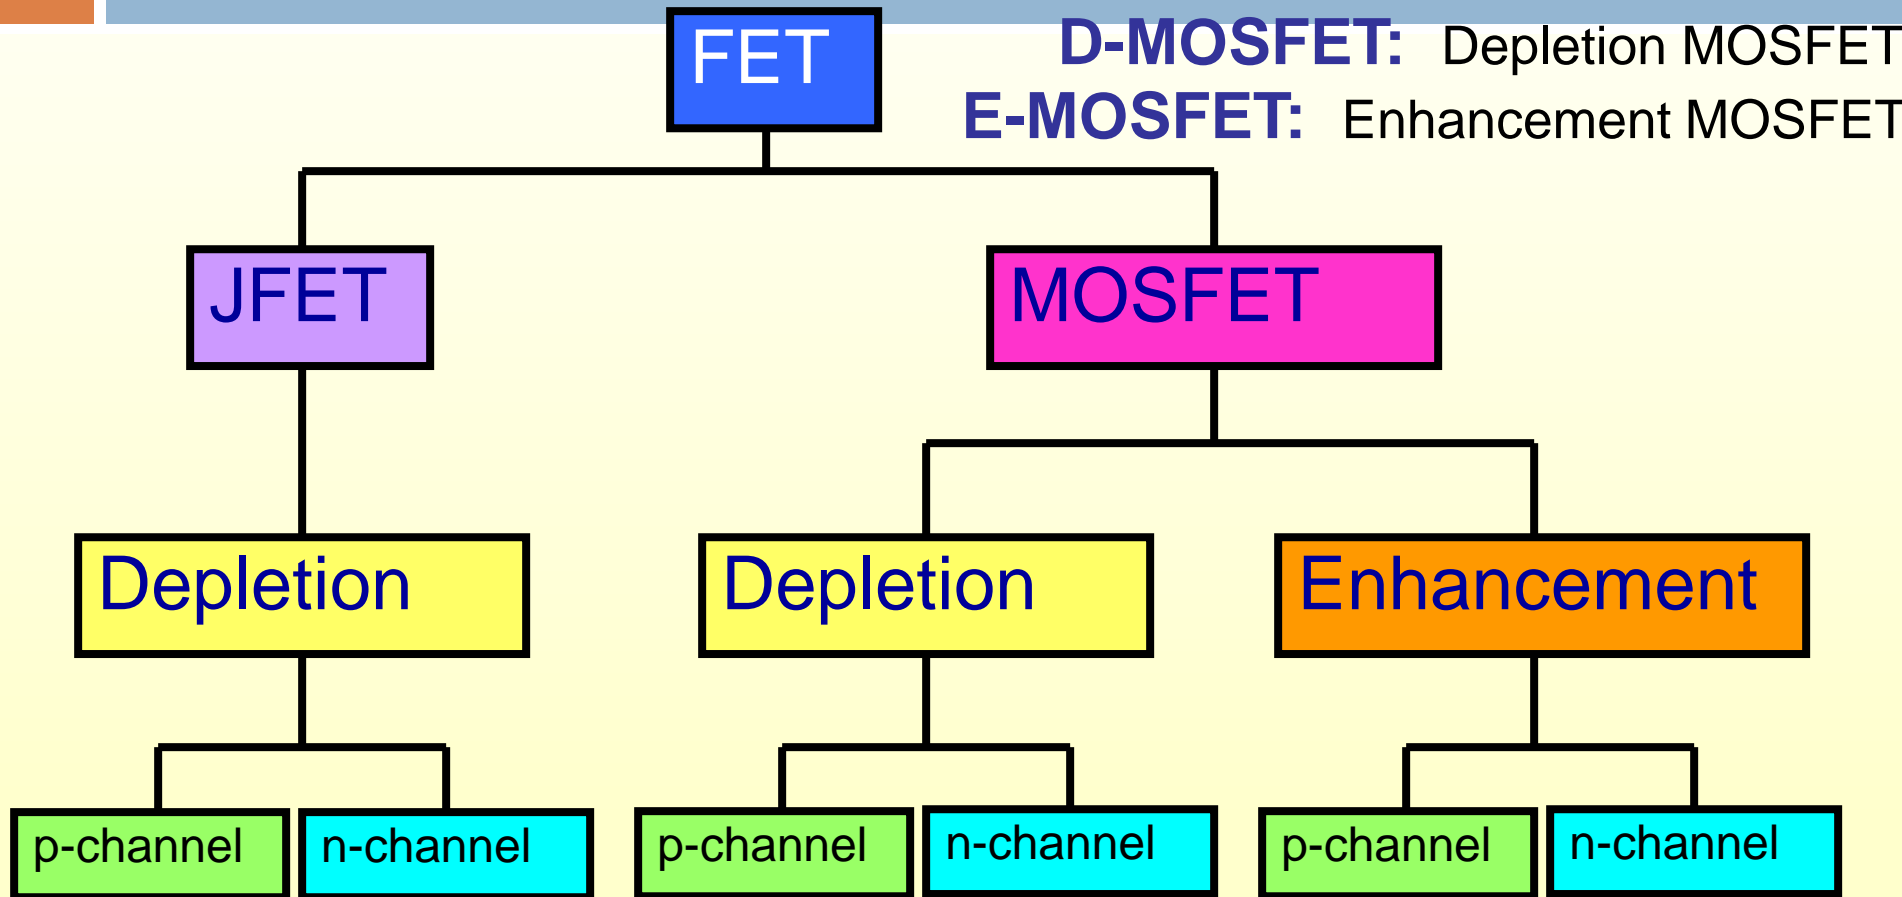 FET
D-MOSFET: Depletion MOSFET
E-MOSFET: Enhancement MOSFET
JFET
MOSFET
Depletion
Depletion
Enhancement
p-channel
n-channel
p-channel
n-channel
p-channel
n-channel